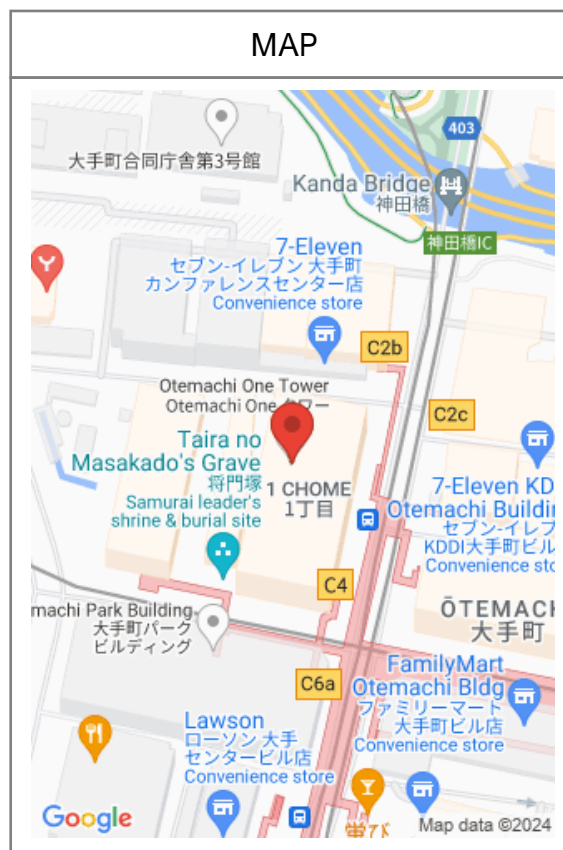 MAP
403
大手町合同庁舎第3号館
Kanda Bridge
神田橋
神田橋IC
7-Eleven
セブン-イレブン 大手町
カンファレンスセンター店
Convenience store
C2b
Otemachi One Tower
Otemachi One タワー
C2c
Taira no
Masakado's Grave
将門塚
Samurai leader's
shrine & burial site
1 CHOME
1丁目
7-Eleven KD
Otemachi Buildin
セブン-イレブ
KDDI大手町ビル
Convenience sto
C4
machi Park Building
大手町パーク
ビルディング
ŌTEMACH
大手町
C6a
FamilyMart
Otemachi Bldg
ファミリーマート
大手町ビル店
Convenience store
Lawson
ローソン 大手
センタービル店
Convenience store
Google
Map data ©2024